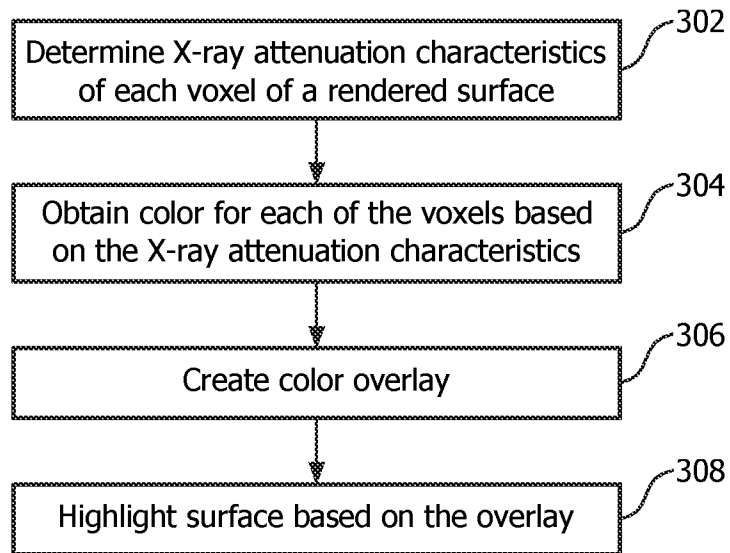 302
Determine X-ray attenuation characteristics
of each voxel of a rendered surface
304
Obtain color for each of the voxels based
on the X-ray attenuation characteristics
306
Create color overlay
308
Highlight surface based on the overlay